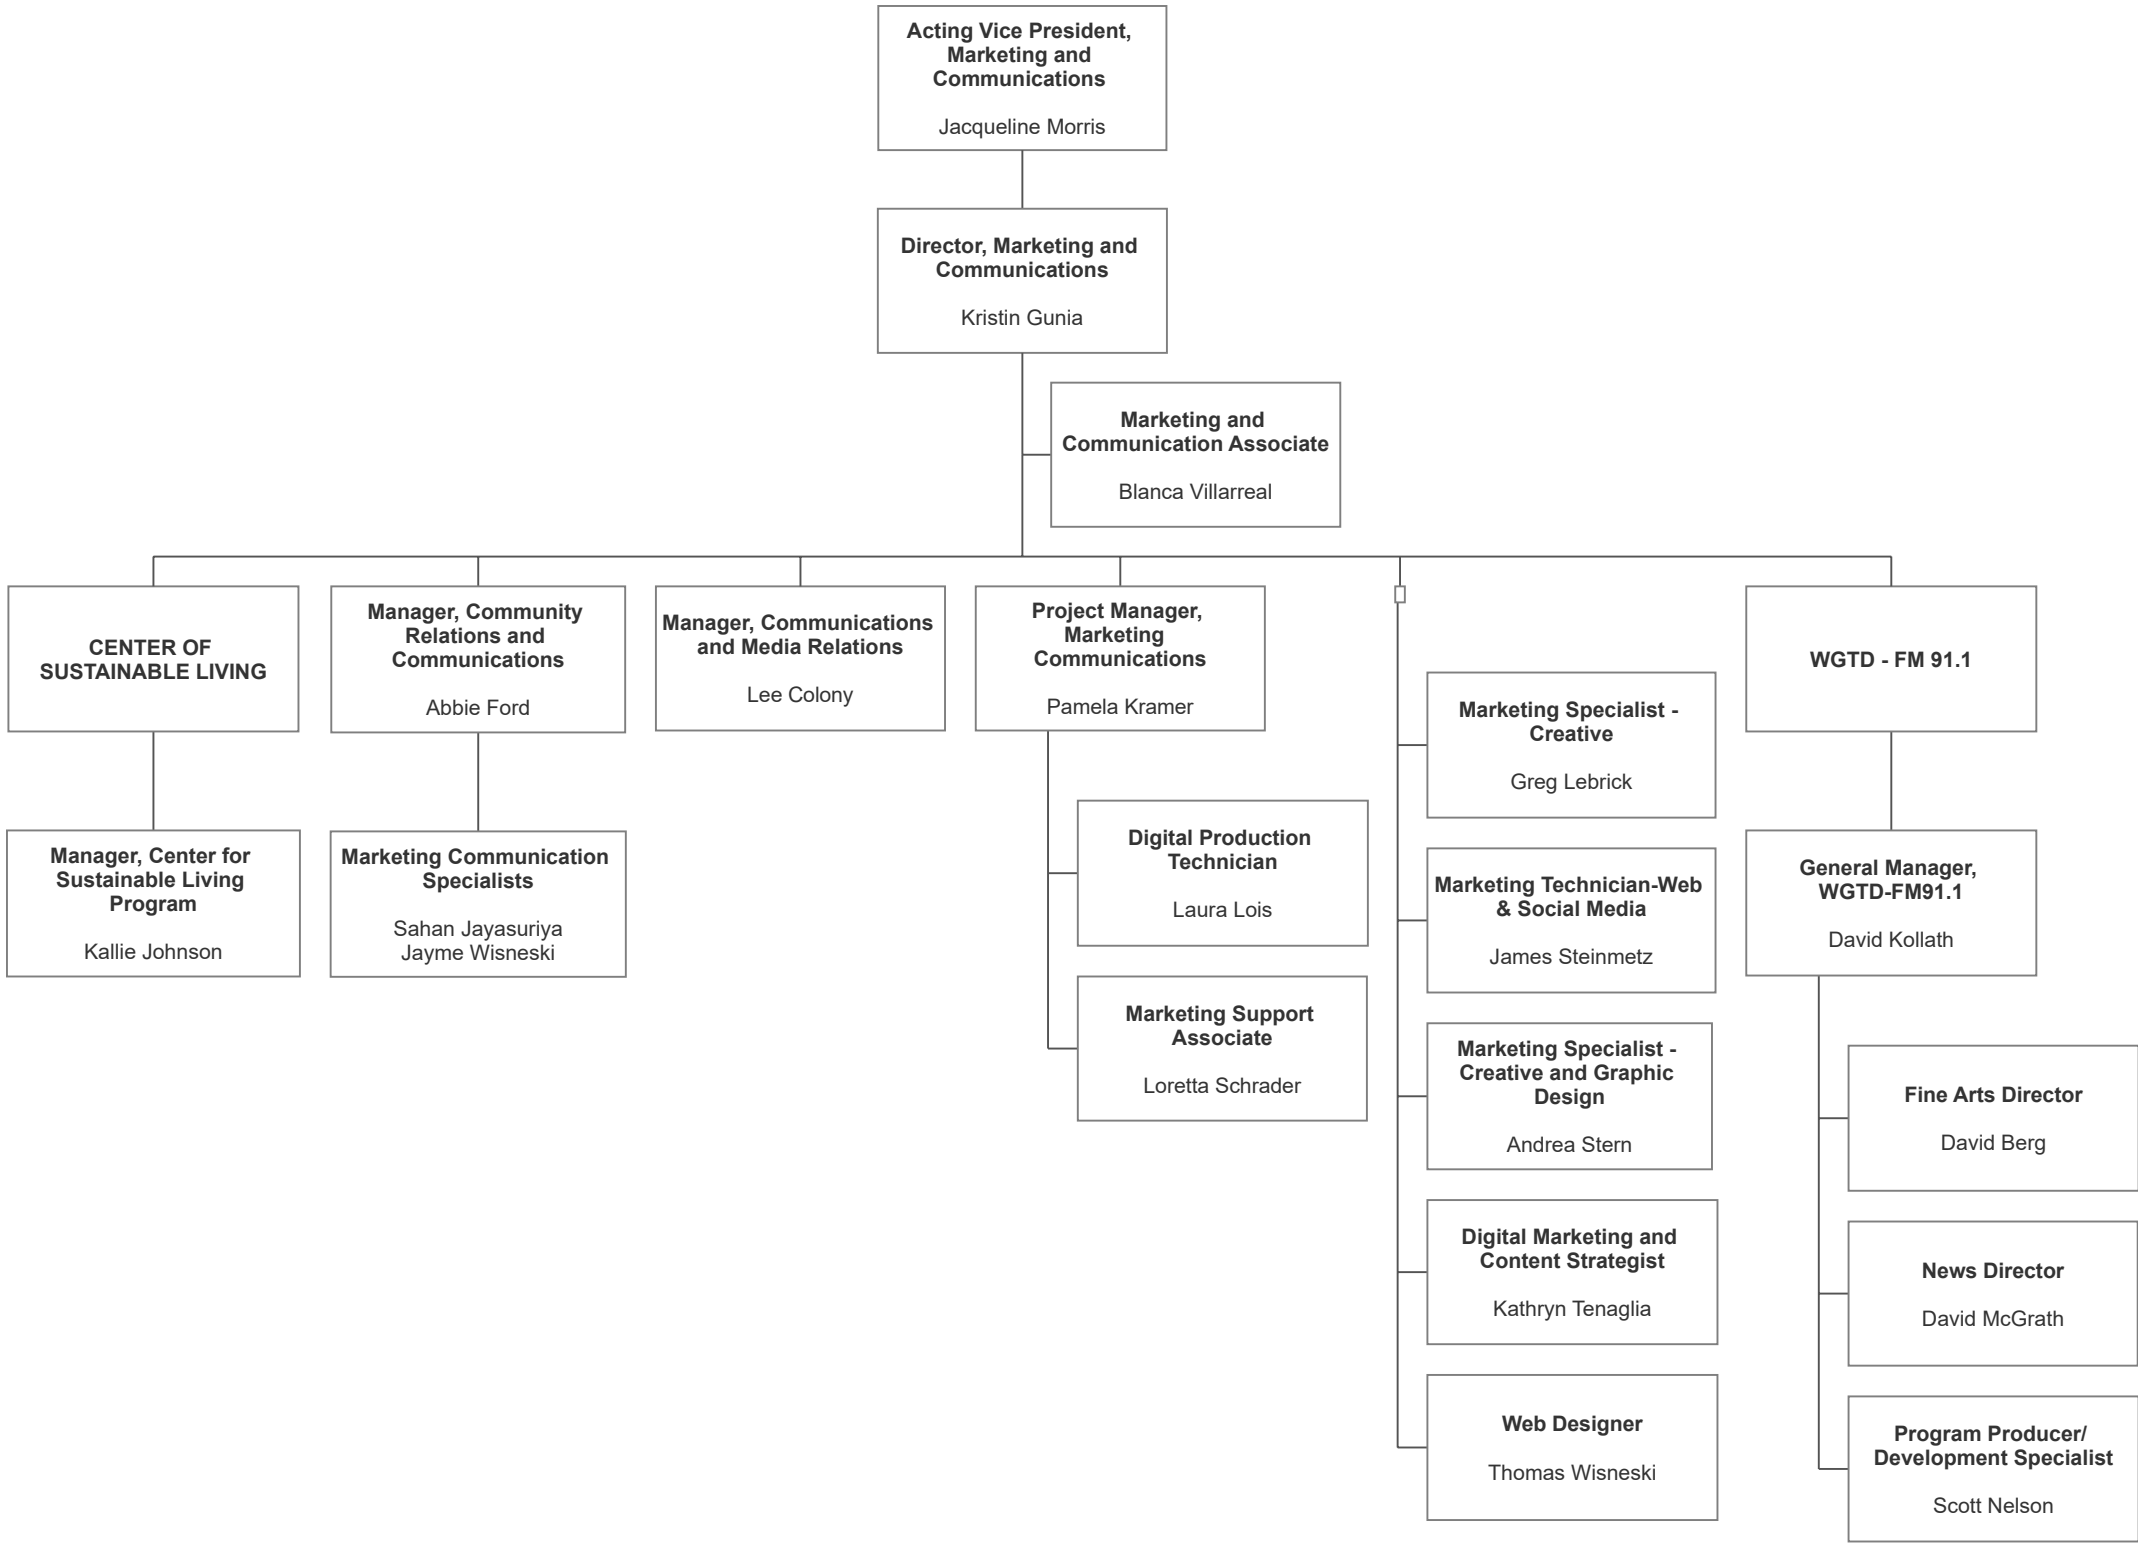 Acting Vice President,
Marketing and
Communications
Jacqueline Morris
Director, Marketing and
Communications
Kristin Gunia
Marketing and
Communication Associate
Blanca Villarreal
CENTER OF
SUSTAINABLE LIVING
Manager, Center for
Sustainable Living
Program
Kallie Johnson
Manager, Community
Relations and
Communications
Abbie Ford
Marketing Communication
Specialists
Sahan Jayasuriya
Jayme Wisneski
Manager, Communications
and Media Relations
Lee Colony
Project Manager,
Marketing
Communications
Pamela Kramer
Digital Production
Technician
Laura Lois
Marketing Support
Associate
Loretta Schrader
Marketing Specialist -
Creative
Greg Lebrick
Marketing Technician-Web
& Social Media
James Steinmetz
Marketing Specialist -
Creative and Graphic
Design
Andrea Stern
Digital Marketing and
Content Strategist
Kathryn Tenaglia
Web Designer
Thomas Wisneski
WGTD - FM 91.1
General Manager,
WGTD-FM91.1
David Kollath
Fine Arts Director
David Berg
News Director
David McGrath
Program Producer/
Development Specialist
Scott Nelson